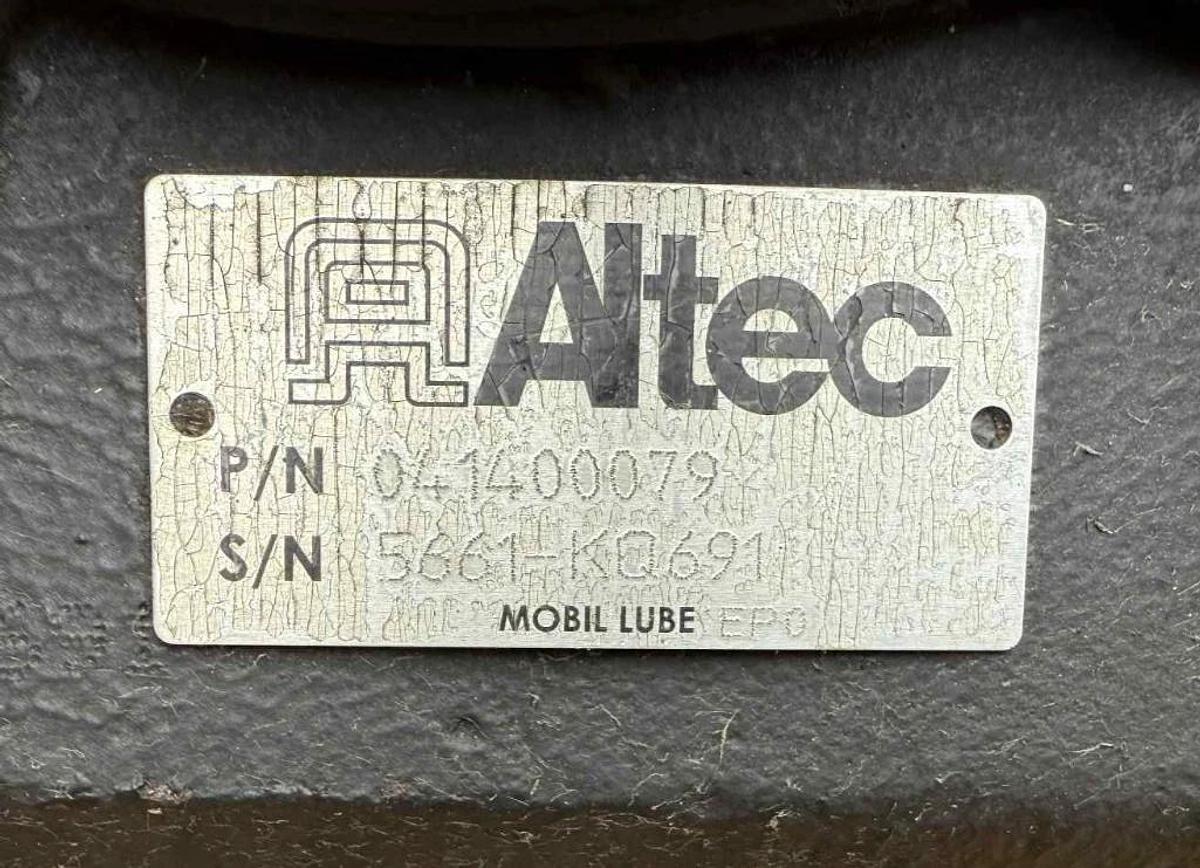 Altec
P/N 041400079
S/N 5661-KQ691
MOBIL LUBE EP0